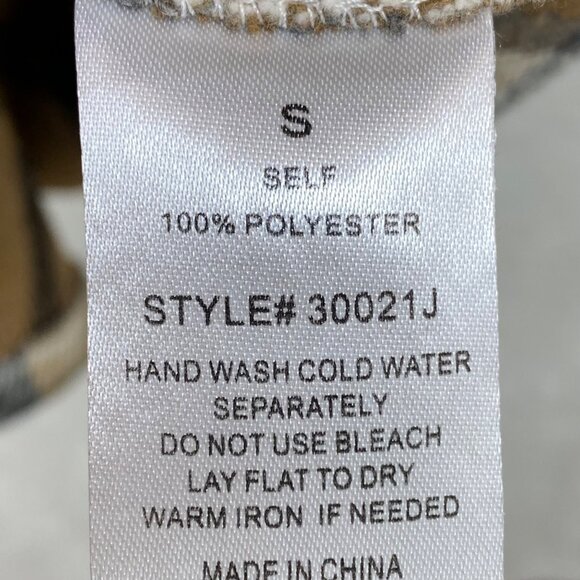 S
SELF
100% POLYESTER
STYLE# 30021J
HAND WASH COLD WATER
SEPARATELY
DO NOT USE BLEACH
LAY FLAT TO DRY
WARM IRON IF NEEDED
MADE IN CHINA